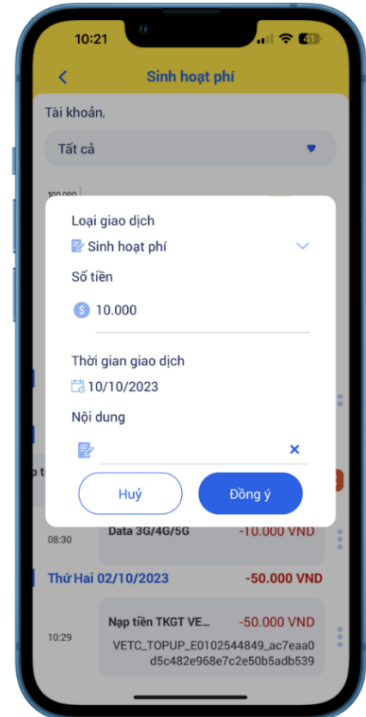 10:21
41
Sinh hoạt phí
Tài khoản,
Tất cả
100.000
Loại giao dịch
Sinh hoạt phí
Số tiền
$ 10.000
Thời gian giao dịch
10/10/2023
Nội dung
Huỷ
Đồng ý
Data 3G/4G/5G -10.000 VND
08:30
Thứ Hai 02/10/2023 -50.000 VND
Nạp tiền TKGT VE... -50.000 VND
10:29
VETC_TOPUP_E0102544849_ac7eaa0
d5c482e968e7c2e50b5adb539